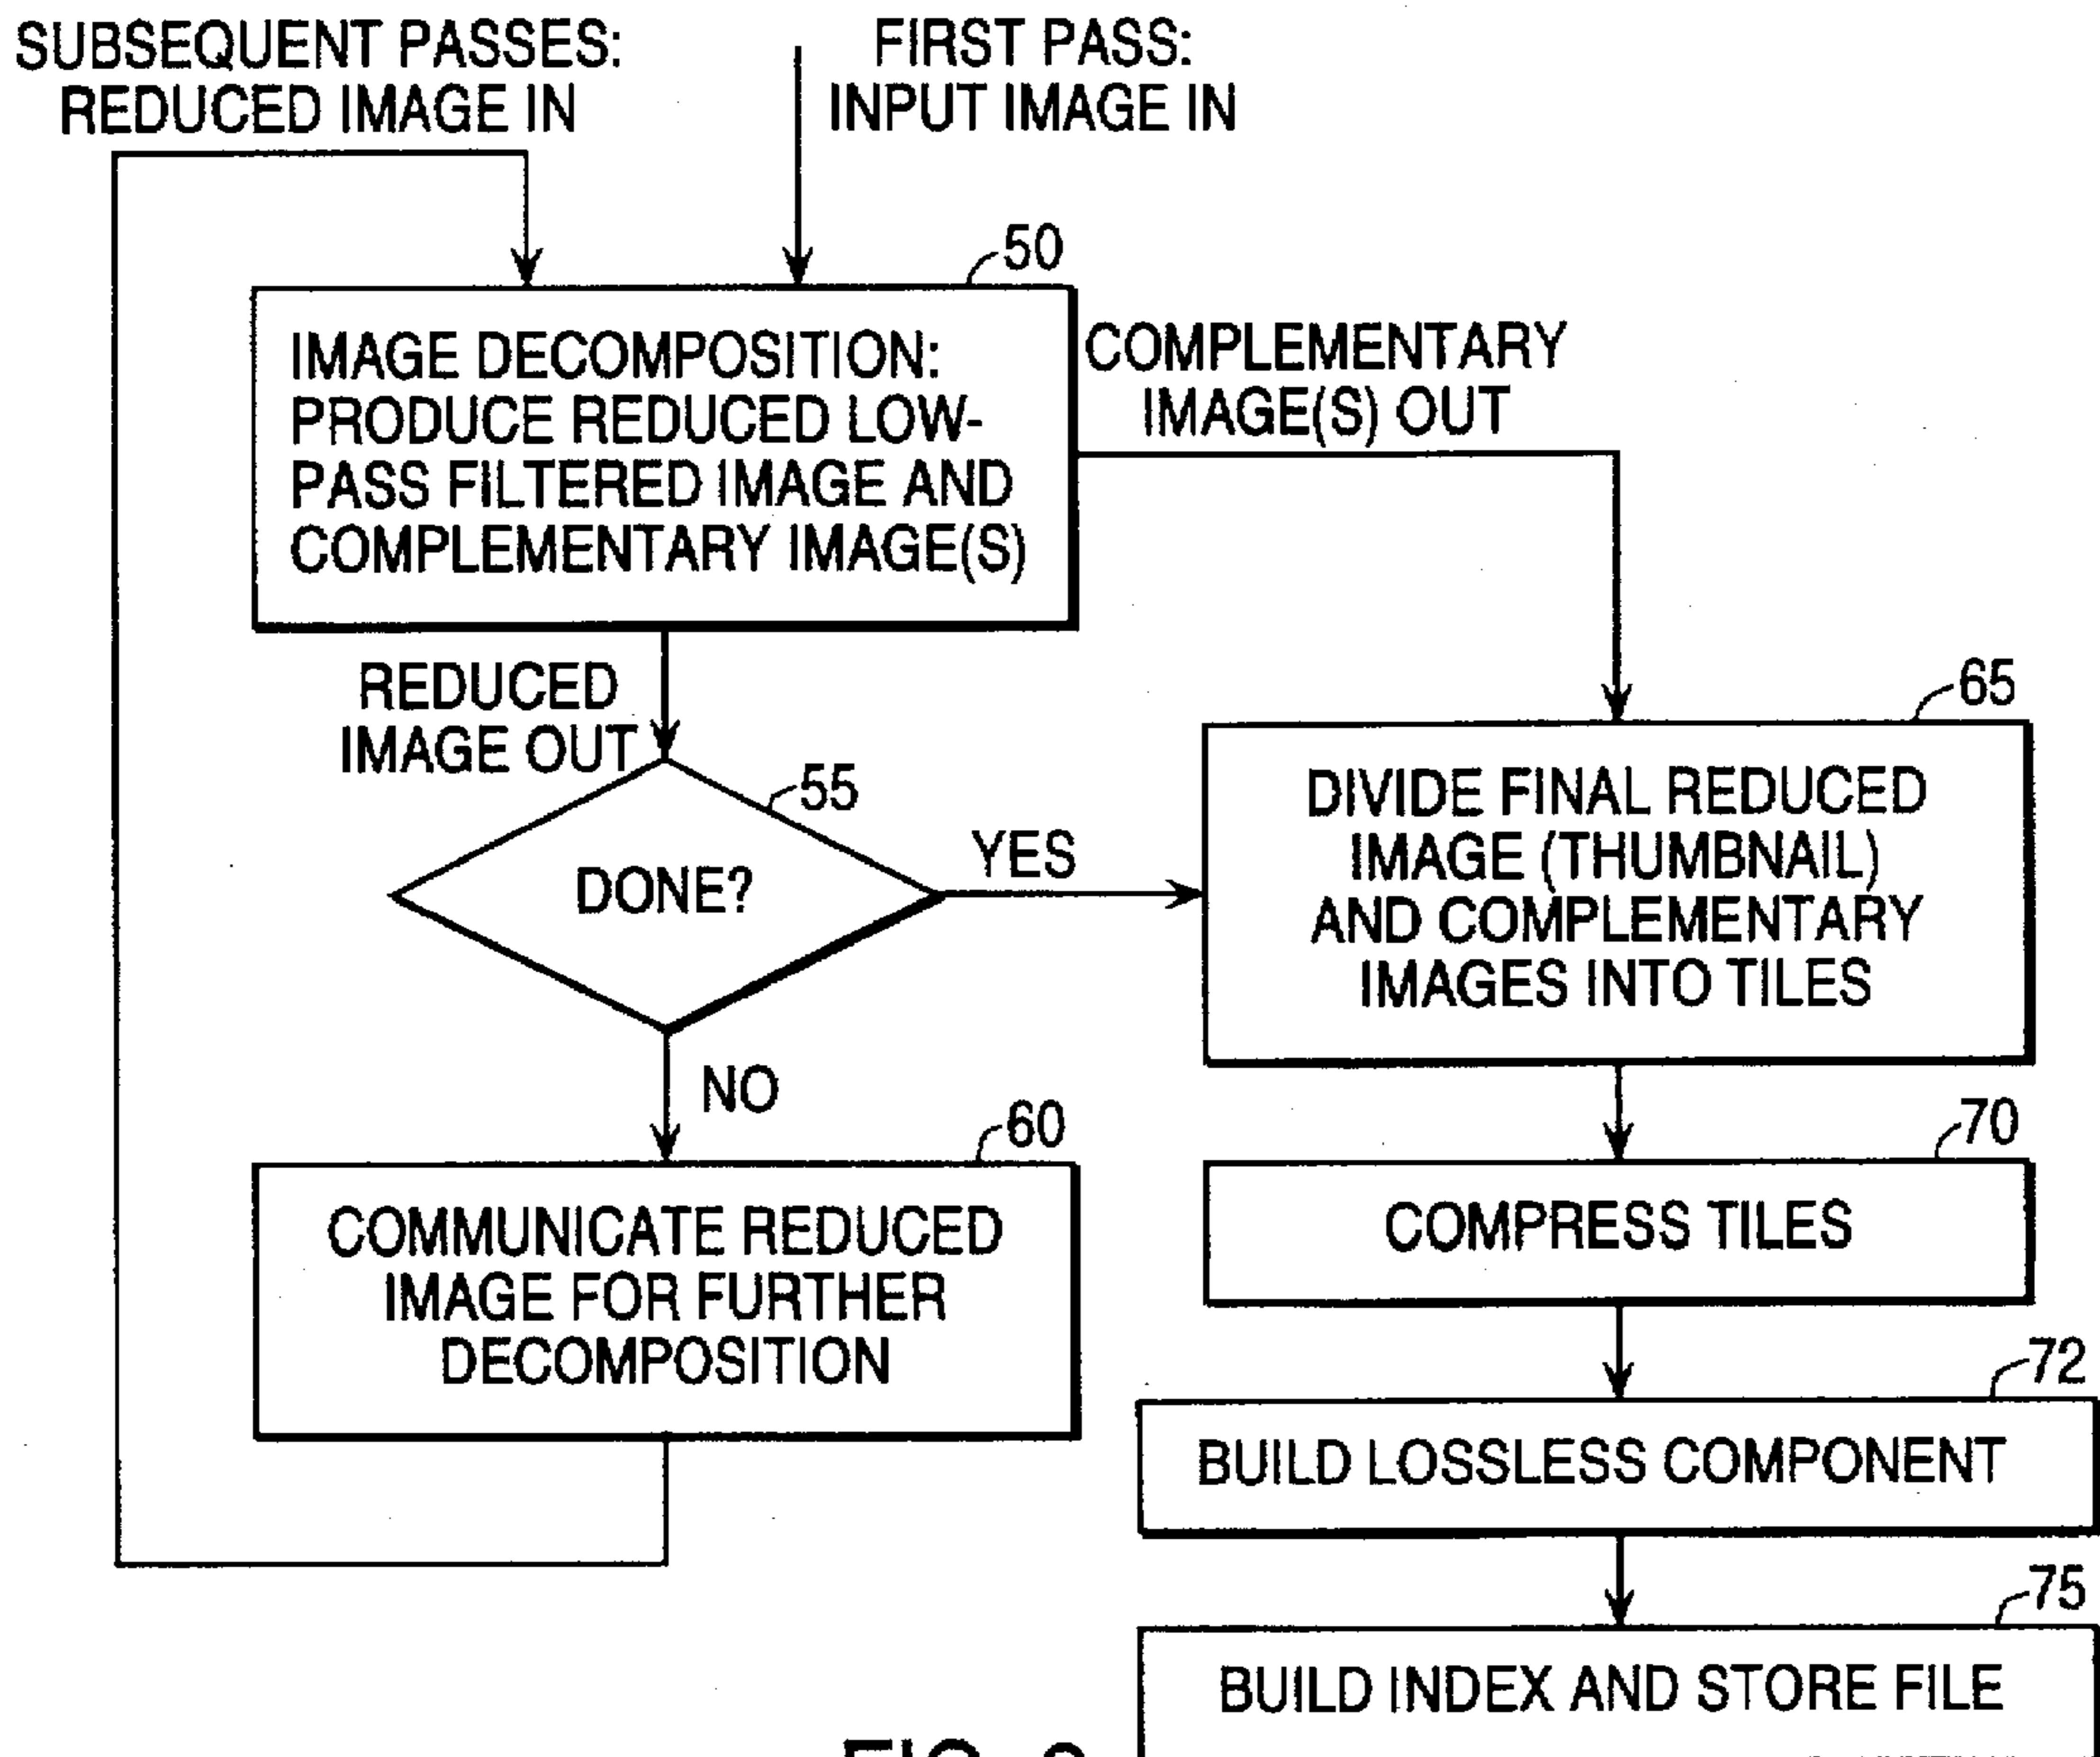 SUBSEQUENT PASSES:
REDUCED IMAGE IN
FIRST PASS:
INPUT IMAGE IN
50
IMAGE DECOMPOSITION:
PRODUCE REDUCED LOW-
PASS FILTERED IMAGE AND
COMPLEMENTARY IMAGE(S)
COMPLEMENTARY
IMAGE(S) OUT
REDUCED
IMAGE OUT
55
DONE?
YES
NO
60
COMMUNICATE REDUCED
IMAGE FOR FURTHER
DECOMPOSITION
65
DIVIDE FINAL REDUCED
IMAGE (THUMBNAIL)
AND COMPLEMENTARY
IMAGES INTO TILES
70
COMPRESS TILES
72
BUILD LOSSLESS COMPONENT
75
BUILD INDEX AND STORE FILE
FIG.